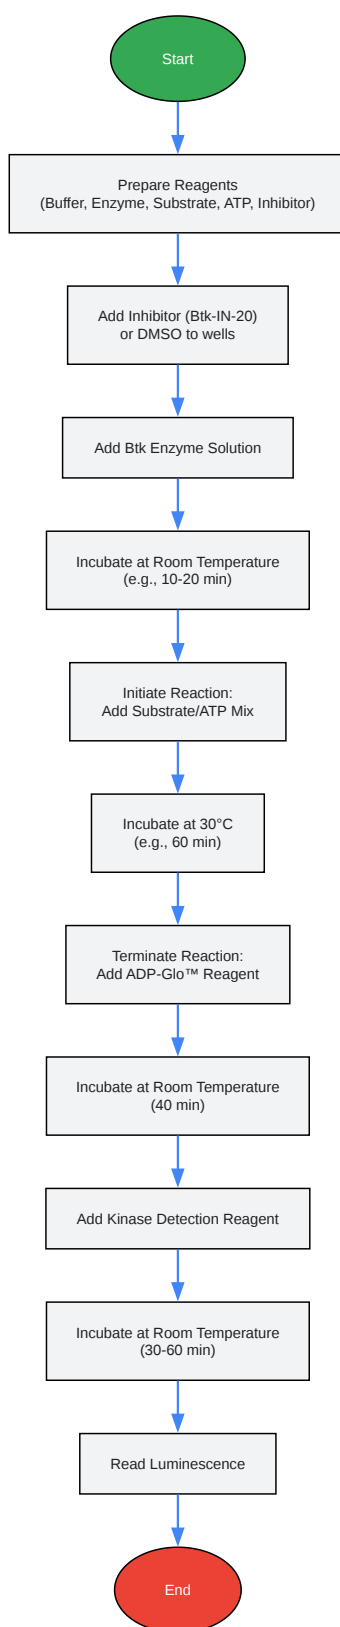 Start
Prepare Reagents
(Buffer, Enzyme, Substrate, ATP, Inhibitor)
Add Inhibitor (Btk-IN-20)
or DMSO to wells
Add Btk Enzyme Solution
Incubate at Room Temperature
(e.g., 10-20 min)
Initiate Reaction:
Add Substrate/ATP Mix
Incubate at 30°C
(e.g., 60 min)
Terminate Reaction:
Add ADP-Glo™ Reagent
Incubate at Room Temperature
(40 min)
Add Kinase Detection Reagent
Incubate at Room Temperature
(30-60 min)
Read Luminescence
End